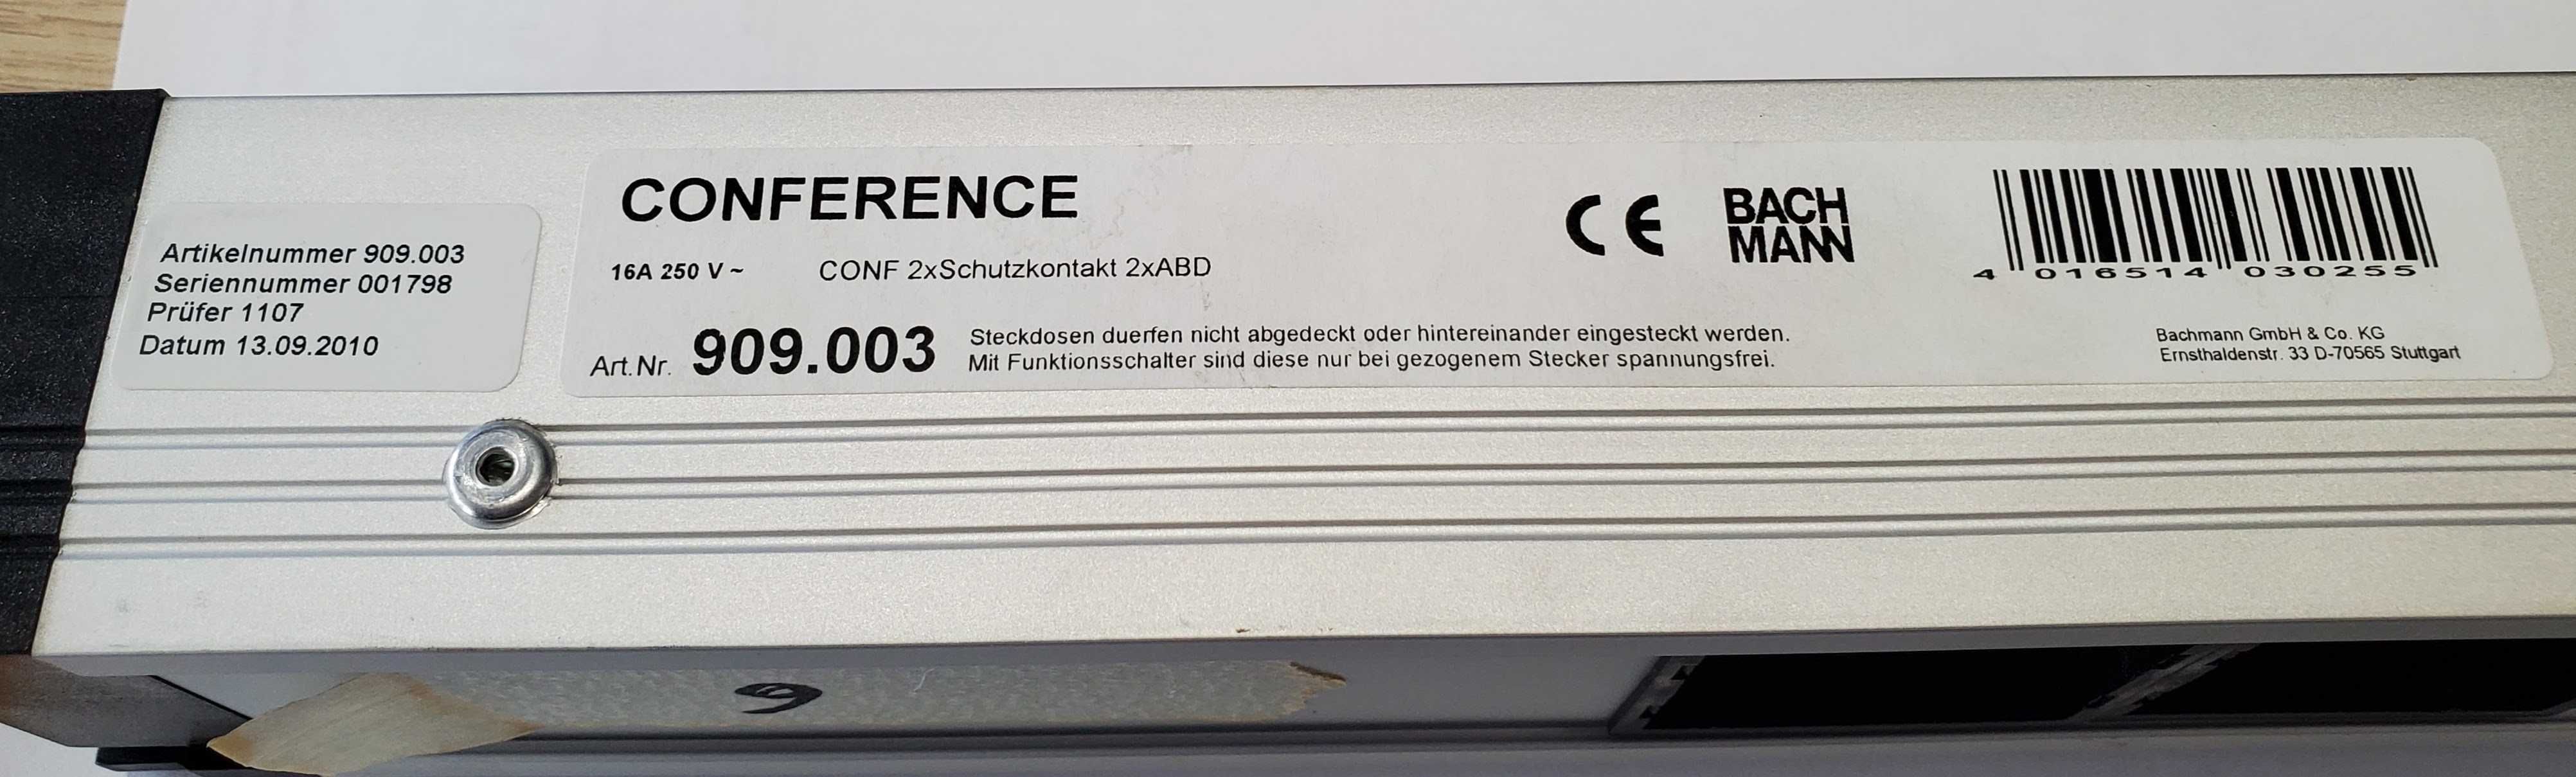 Artikelnummer 909.003
Seriennummer 001798
Prüfer 1107
Datum 13.09.2010
CONFERENCE
16A 250 V ~ CONF 2xSchutzkontakt 2xABD
Art.Nr. 909.003
Steckdosen duerfen nicht abgedeckt oder hintereinander eingesteckt werden.
Mit Funktionsschalter sind diese nur bei gezogenem Stecker spannungsfrei.
CE
BACH
MANN
4 016514 030255
Bachmann GmbH & Co. KG
Ernsthaldenstr. 33 D-70565 Stuttgart